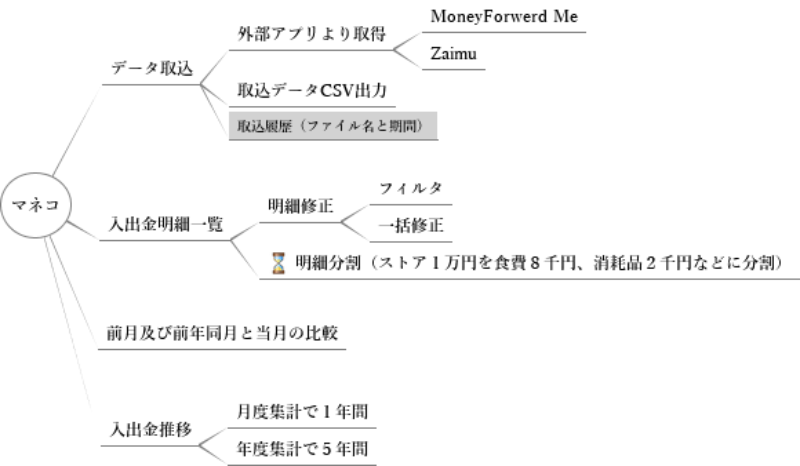 マネコ
データ取込
外部アプリより取得
MoneyForwerd Me
Zaimu
取込データCSV出力
取込履歴（ファイル名と期間）
入出金明細一覧
明細修正
フィルタ
一括修正
⏳ 明細分割（ストア１万円を食費８千円、消耗品２千円などに分割）
前月及び前年同月と当月の比較
入出金推移
月度集計で１年間
年度集計で５年間